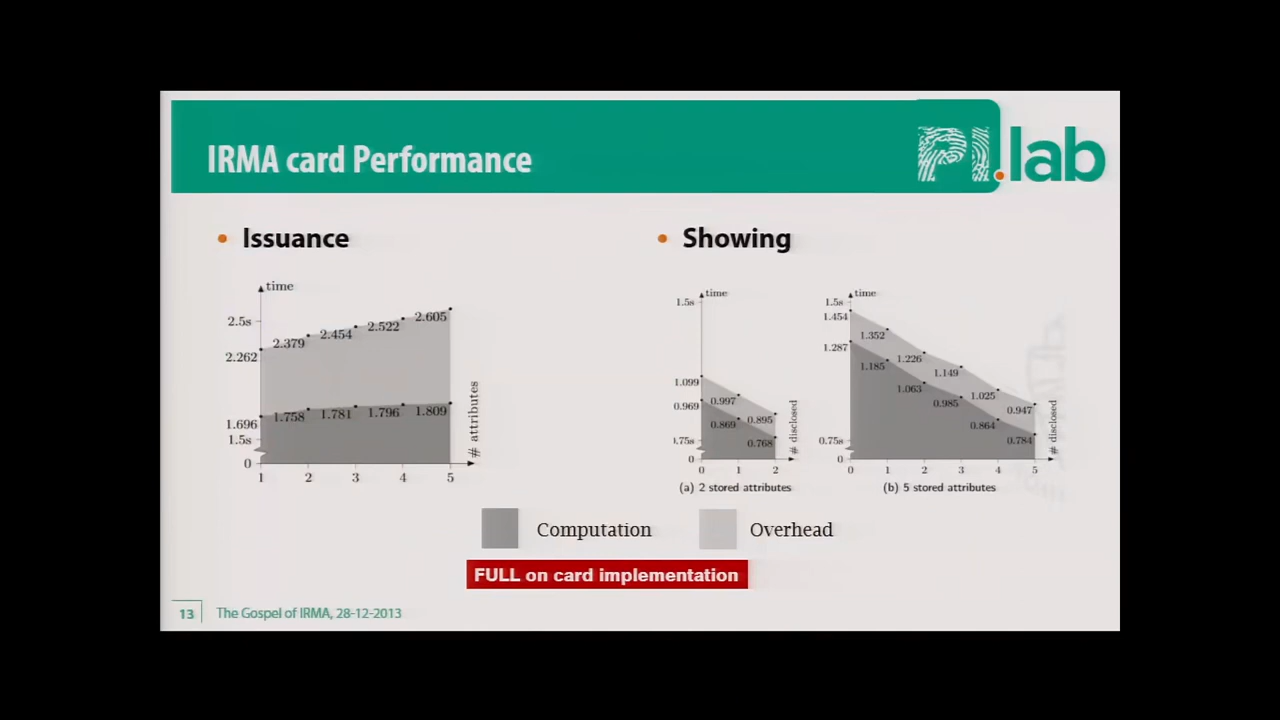 IRMA card Performance
PI.lab
• Issuance
time
2.5s
2.262
2.379
2.454
2.522
2.605
1.696
1.758
1.781
1.796
1.809
1.5s
0
1 2 3 4 5
# attributes
• Showing
time
1.5s
1.099
0.997
0.895
0.969
0.869
0.768
0.75s
0
0 1 2
# disclosed
(a) 2 stored attributes
time
1.5s
1.454
1.352
1.226
1.149
1.025
0.947
1.287
1.185
1.063
0.985
0.864
0.784
0.75s
0
0 1 2 3 4 5
# disclosed
(b) 5 stored attributes
Computation
Overhead
FULL on card implementation
13 The Gospel of IRMA, 28-12-2013